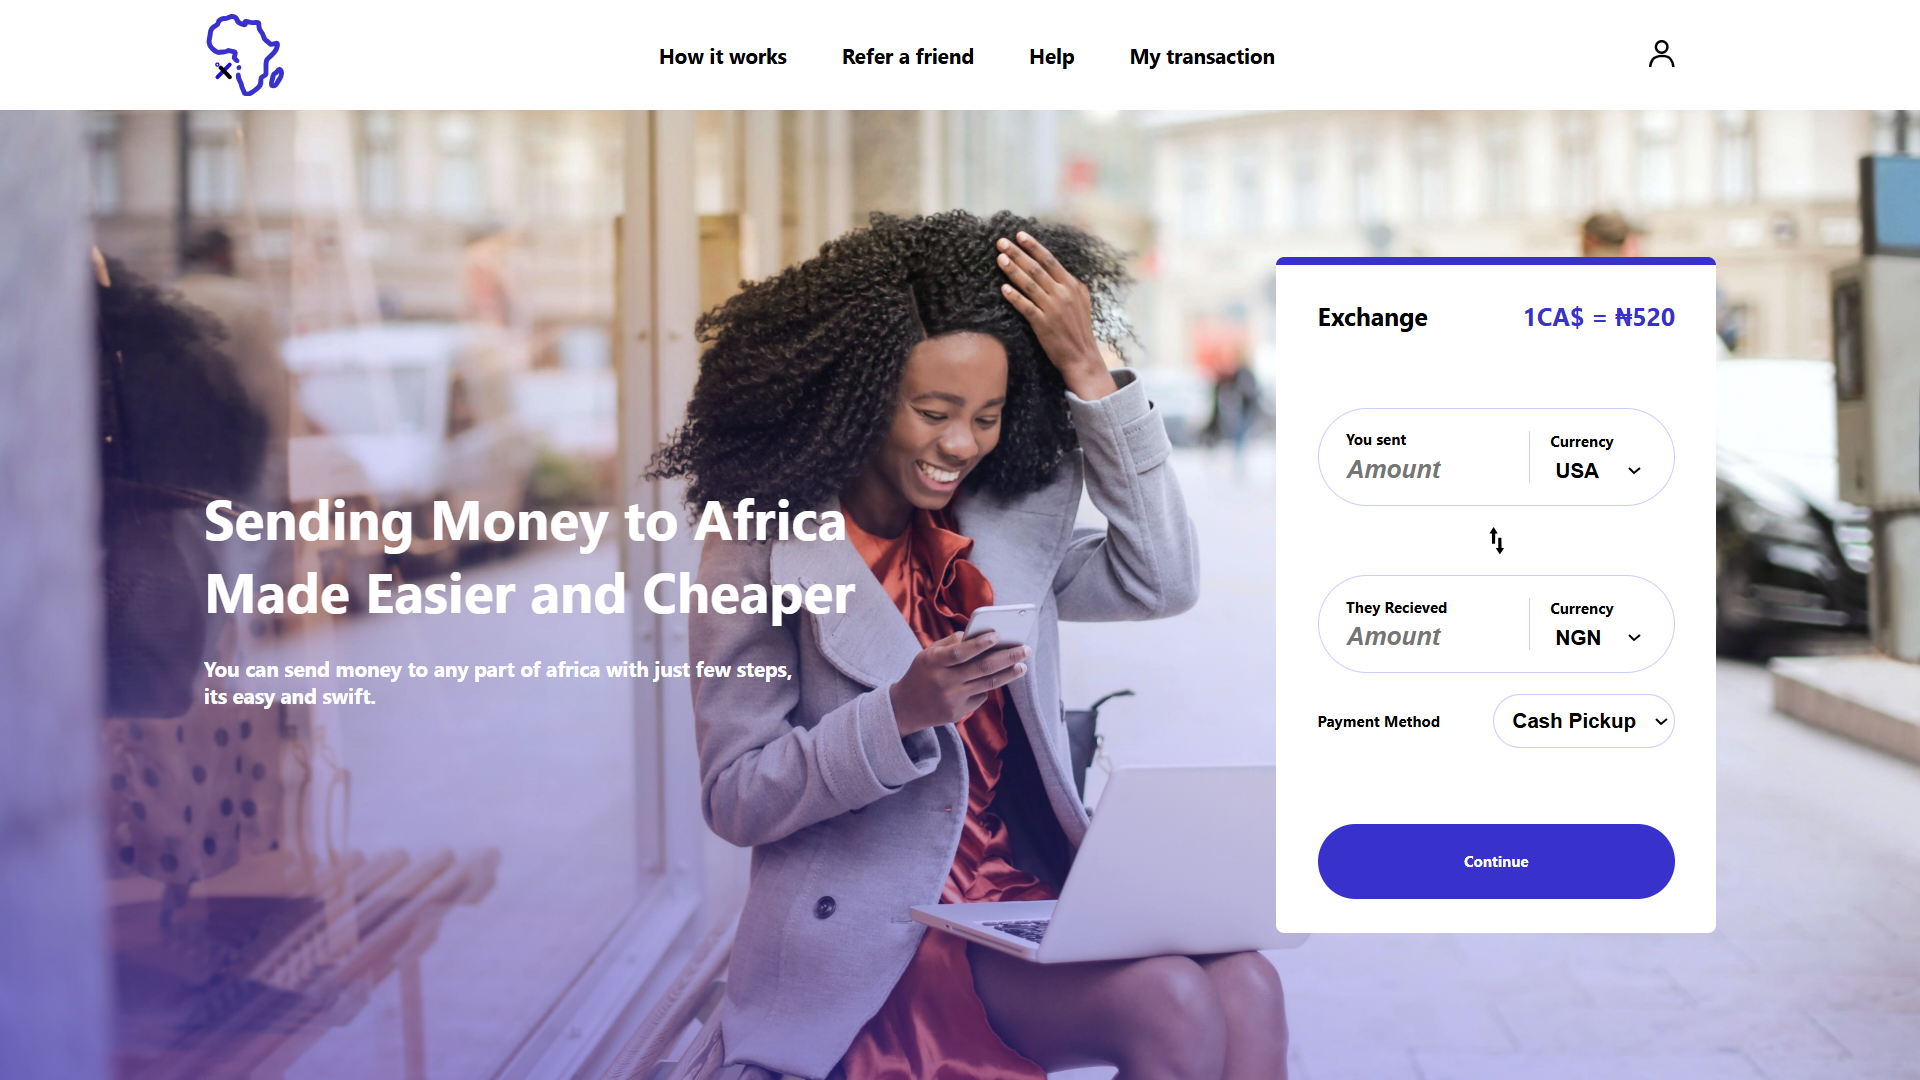 How it works
Refer a friend
Help
My transaction
Sending Money to Africa
Made Easier and Cheaper
You can send money to any part of africa with just few steps,
its easy and swift.
Exchange
1CA$ = ₦520
You sent
Amount
Currency
USA
They Recieved
Amount
Currency
NGN
Payment Method
Cash Pickup
Continue